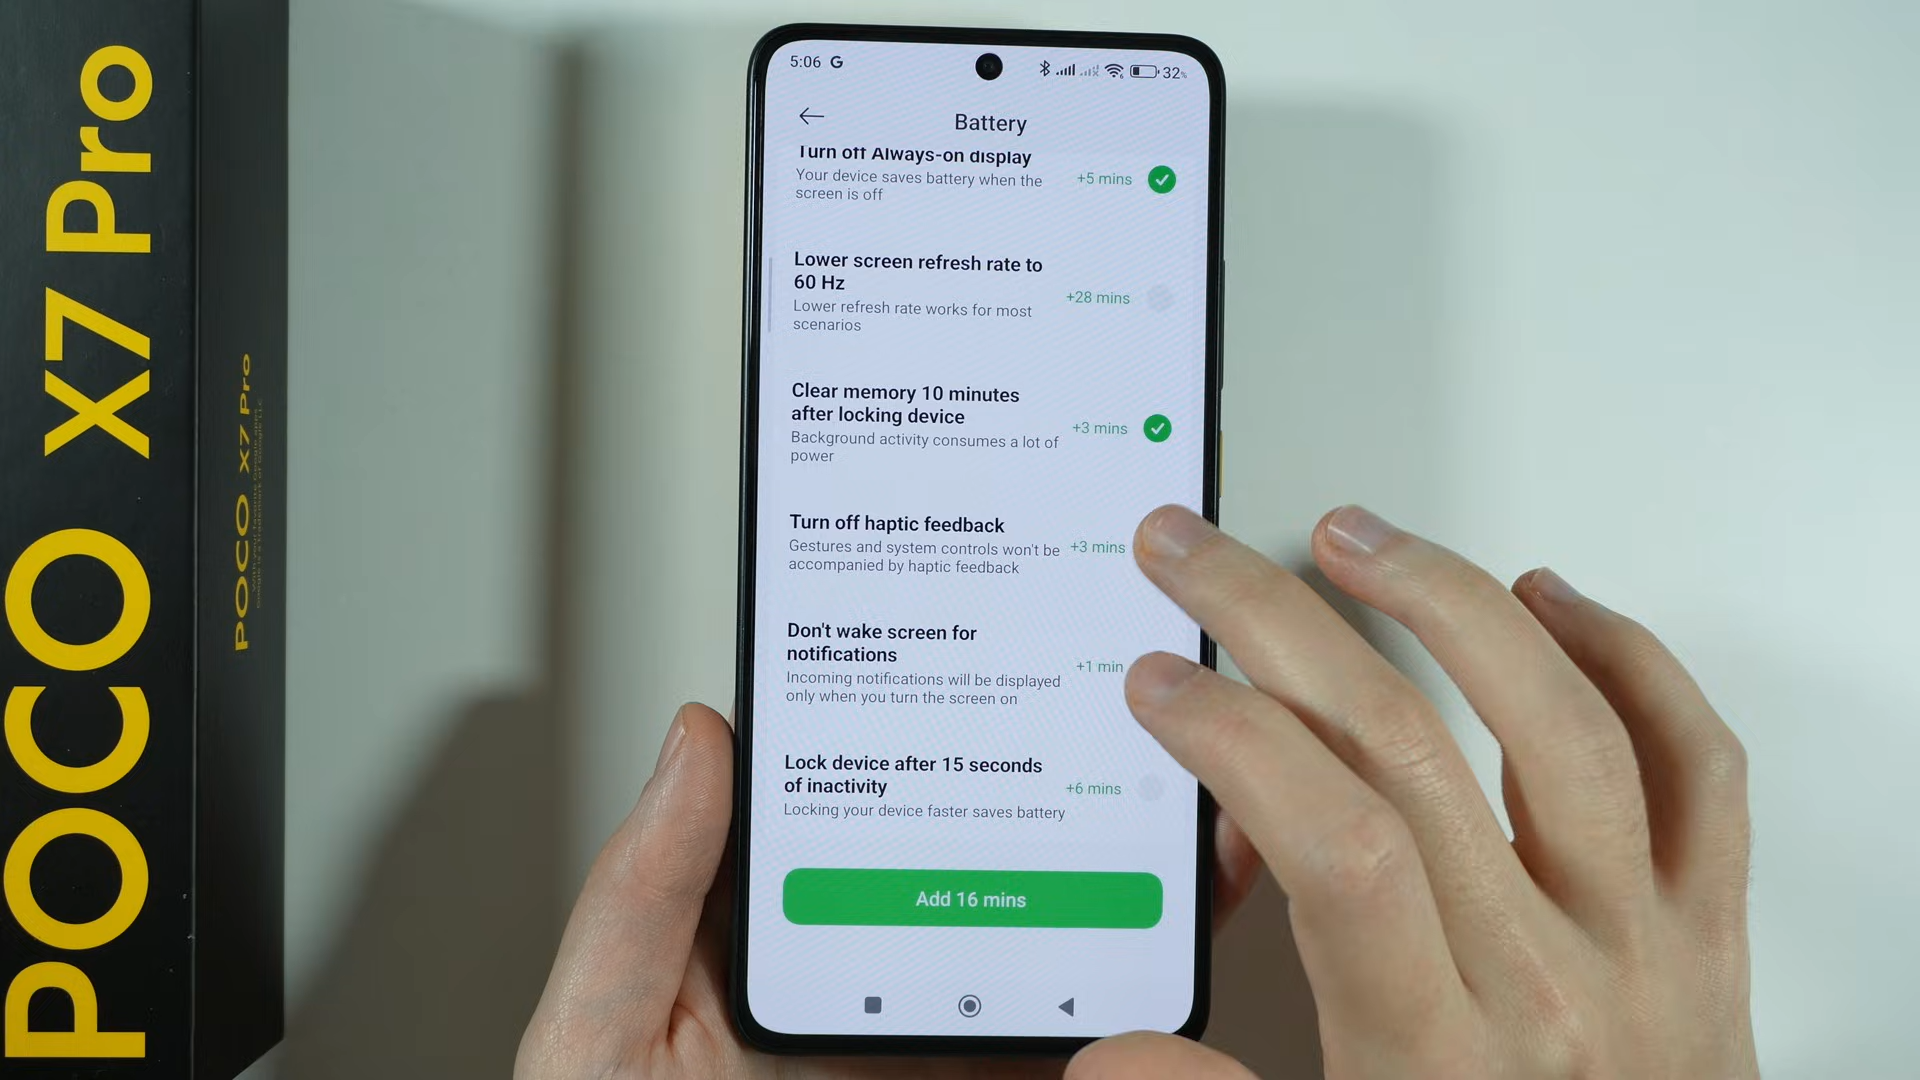 POCO X7 Pro
POCO X7 Pro
5:06 G
32%
Battery
Turn off Always-on display
Your device saves battery when the
screen is off
+5 mins
Lower screen refresh rate to
60 Hz
Lower refresh rate works for most
scenarios
+28 mins
Clear memory 10 minutes
after locking device
Background activity consumes a lot of
power
+3 mins
Turn off haptic feedback
Gestures and system controls won't be
accompanied by haptic feedback
+3 mins
Don't wake screen for
notifications
Incoming notifications will be displayed
only when you turn the screen on
+1 min
Lock device after 15 seconds
of inactivity
Locking your device faster saves battery
+6 mins
Add 16 mins